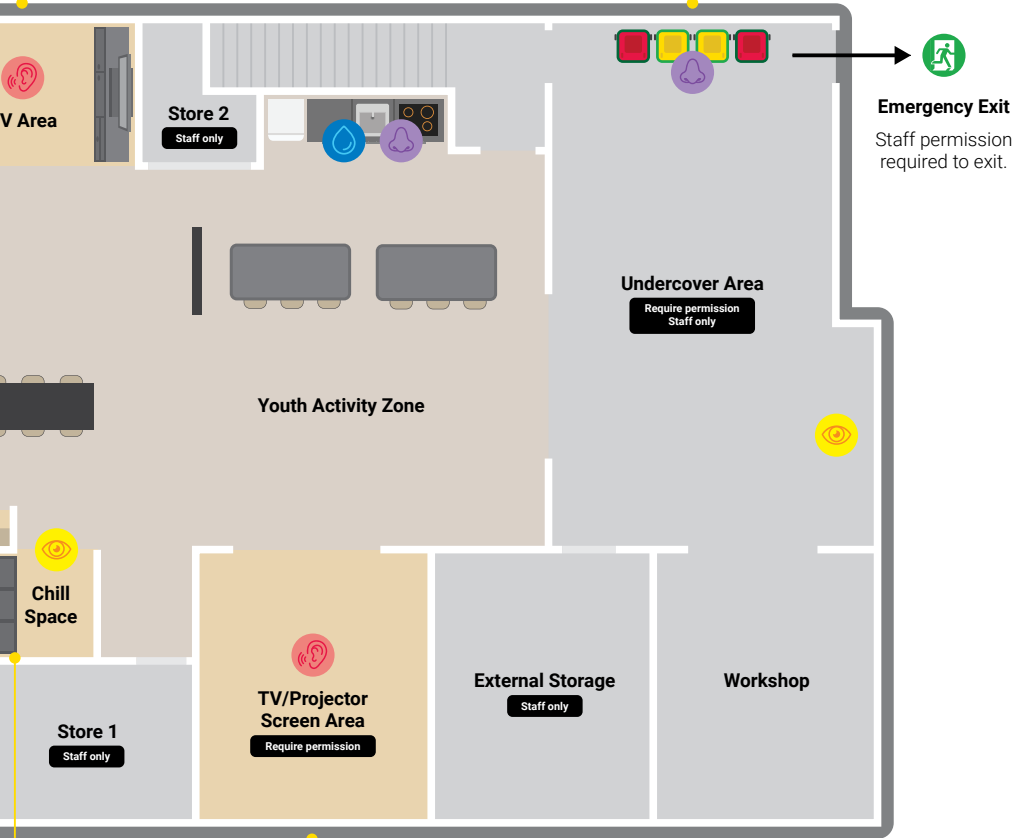 V Area
Store 2
Staff only
Emergency Exit
Staff permission
required to exit.
Undercover Area
Require permission
Staff only
Youth Activity Zone
Chill
Space
Store 1
Staff only
TV/Projector
Screen Area
Require permission
External Storage
Staff only
Workshop